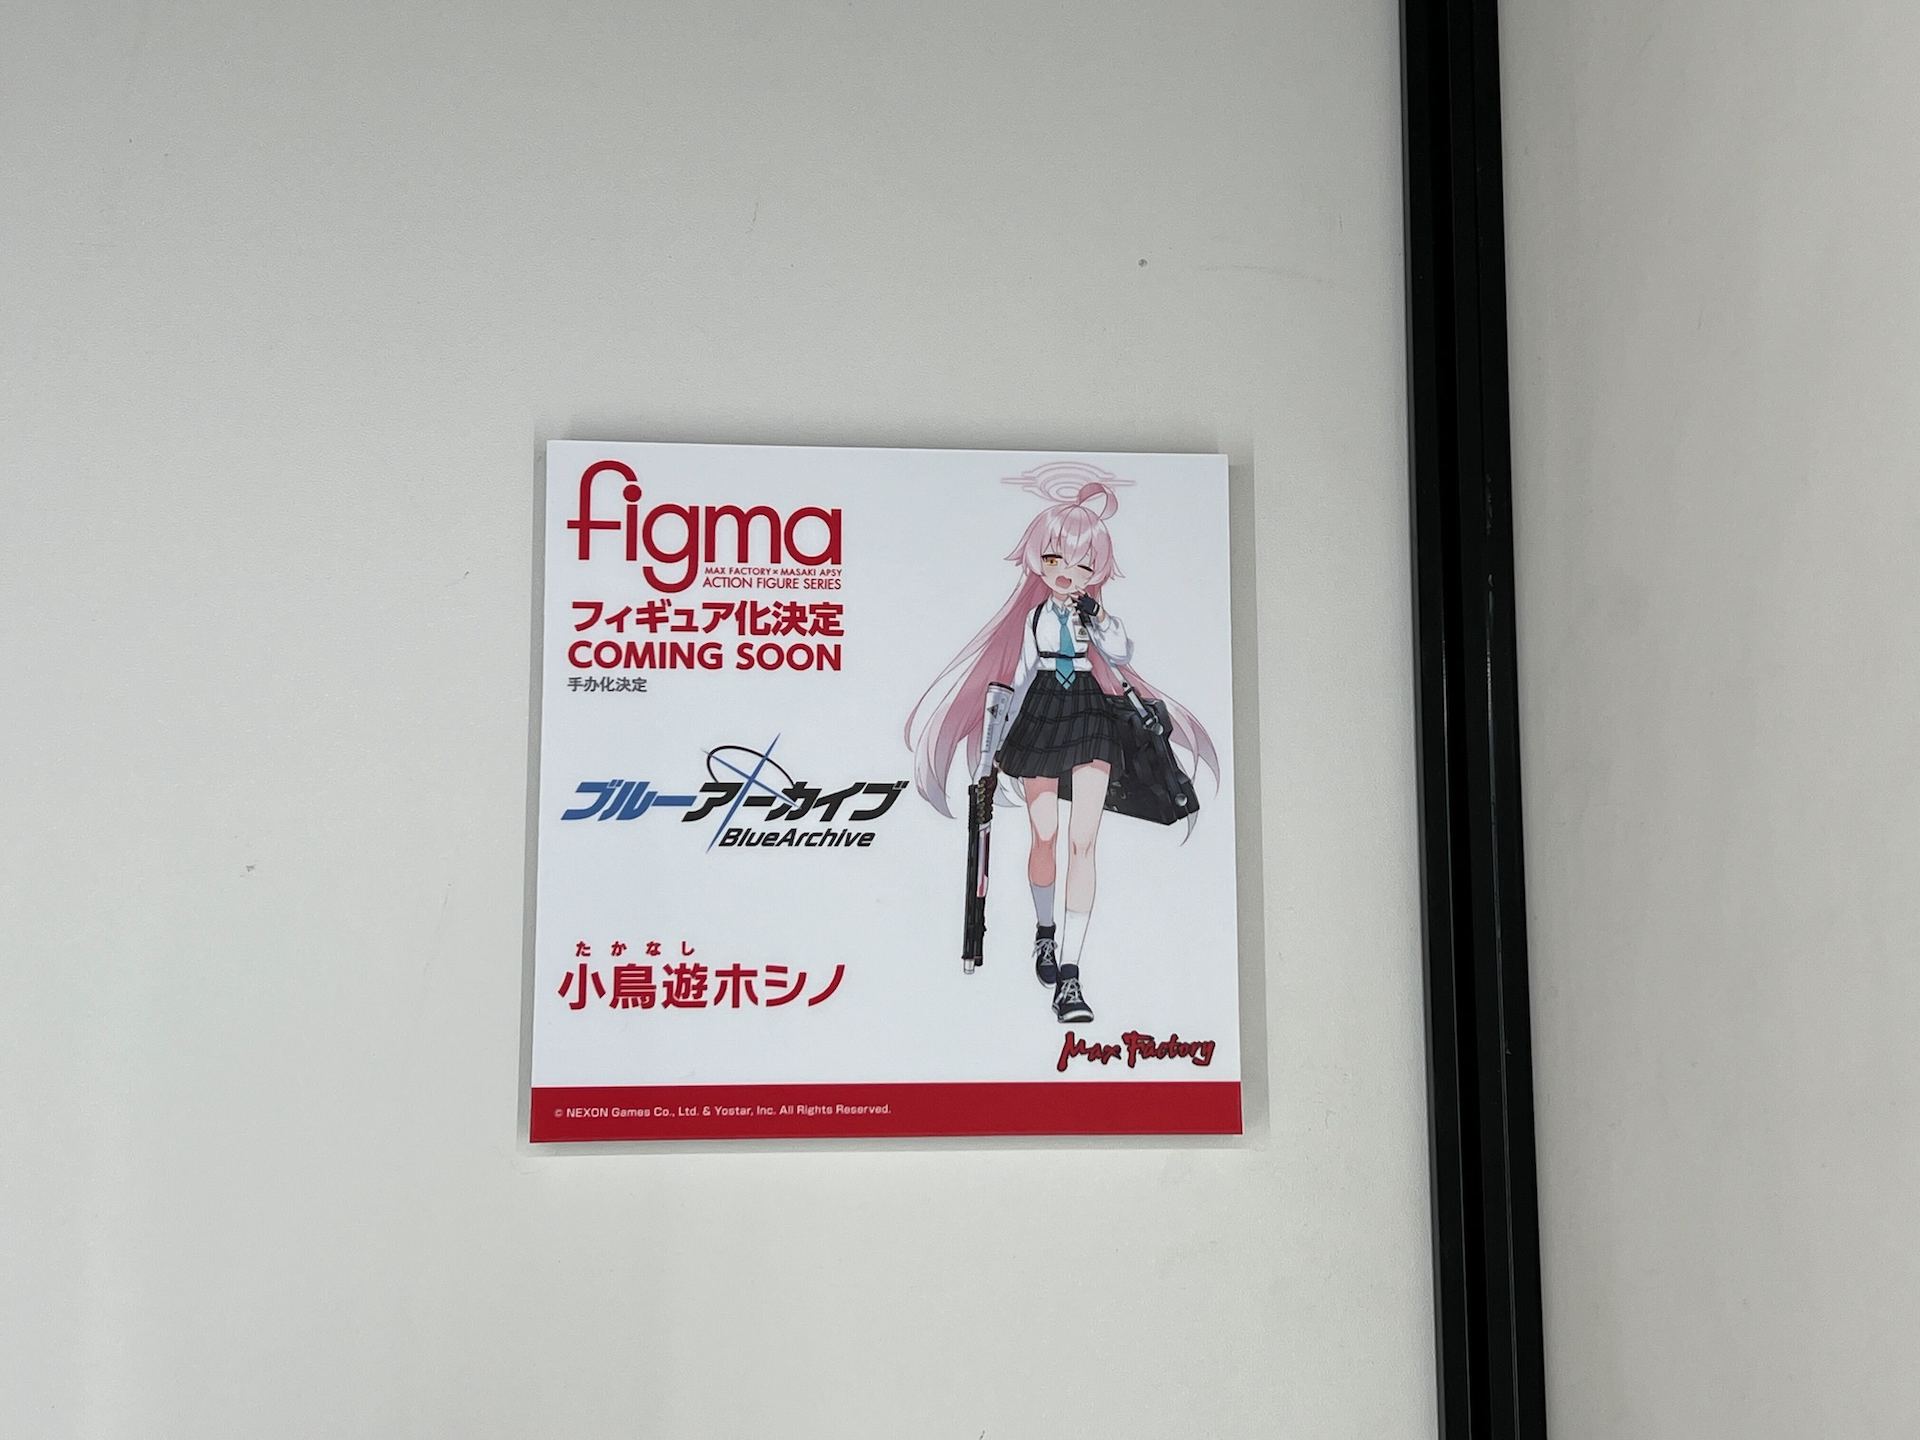 figma
MAX FACTORY × MASAKI APSY
ACTION FIGURE SERIES
フィギュア化決定
COMING SOON
手办化决定
ブルーアーカイブ
BlueArchive
たかなし
小鳥遊ホシノ
Max Factory
© NEXON Games Co., Ltd. & Yostar, Inc. All Rights Reserved.